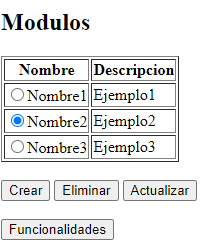 Modulos
Nombre Descripcion
Nombre1 Ejemplo1
Nombre2 Ejemplo2
Nombre3 Ejemplo3
Crear Eliminar Actualizar
Funcionalidades